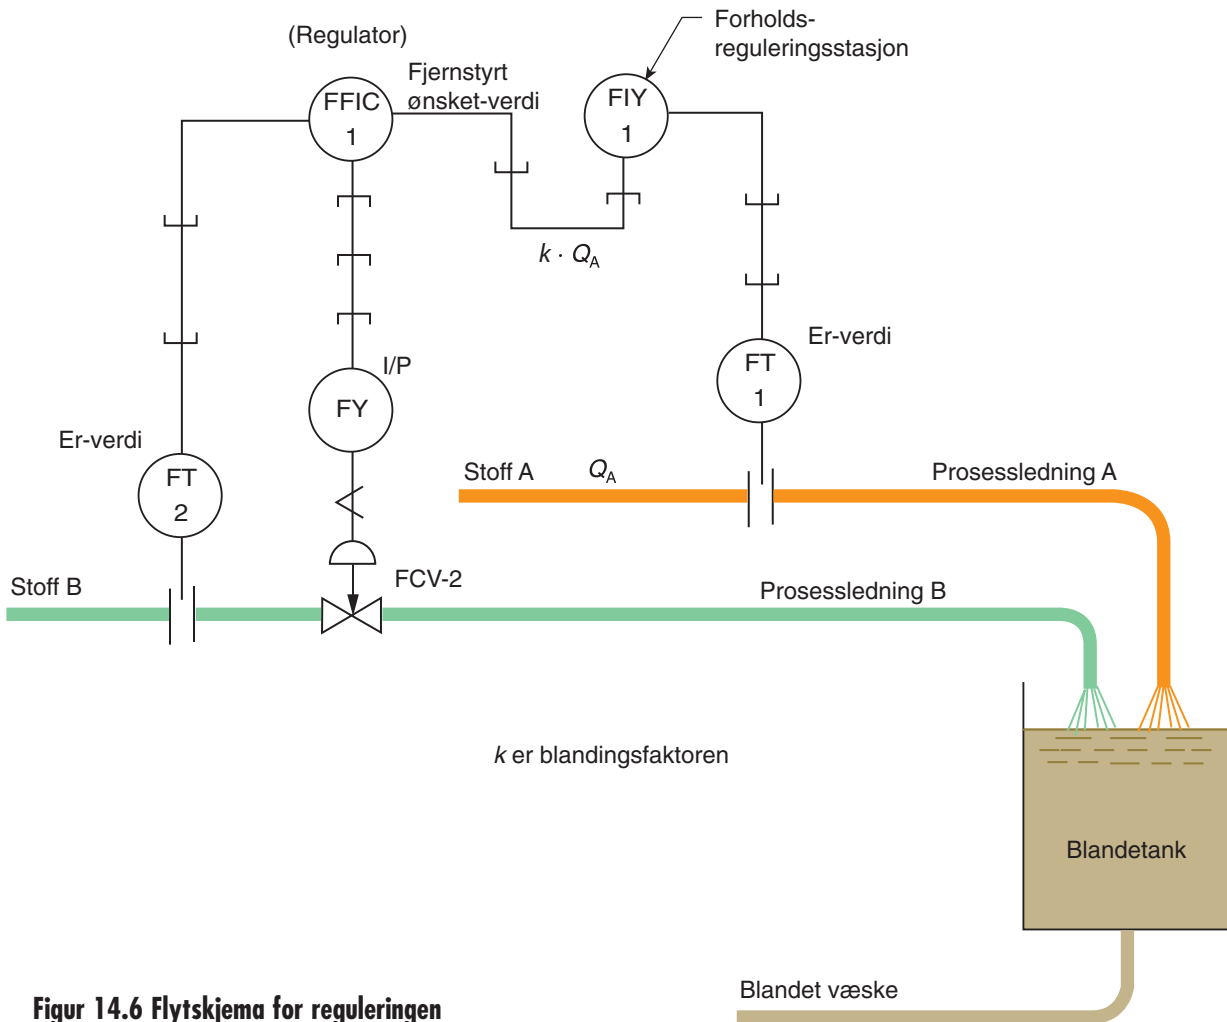 Forholds-
reguleringsstasjon
(Regulator)
Fjernstyrt
ønsket-verdi
FFIC
1
FIY
1
k · QA
Er-verdi
FT
1
I/P
FY
Er-verdi
FT
2
Stoff A QA Prosessledning A
Stoff B
FCV-2
Prosessledning B
k er blandingsfaktoren
Blandetank
Blandet væske
Figur 14.6 Flytskjema for reguleringen